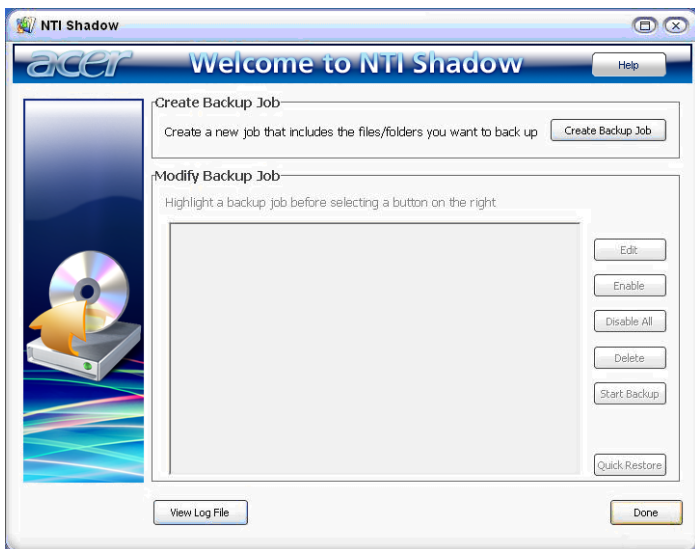 NTI Shadow
acer Welcome to NTI Shadow Help
Create Backup Job
Create a new job that includes the files/folders you want to back up Create Backup Job
Modify Backup Job
Highlight a backup job before selecting a button on the right
Edit
Enable
Disable All
Delete
Start Backup
Quick Restore
View Log File Done